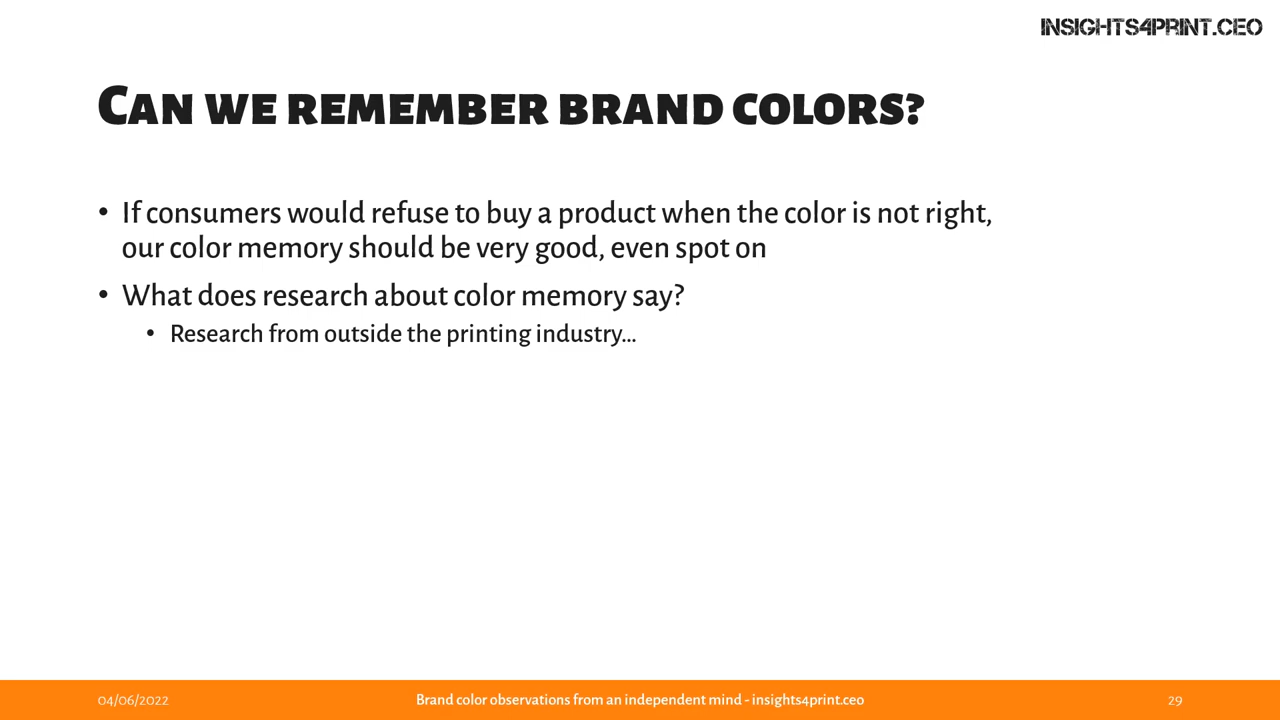 INSIGHTS4PRINT.CEO
Can we remember brand colors?
• If consumers would refuse to buy a product when the color is not right,
our color memory should be very good, even spot on
• What does research about color memory say?
• Research from outside the printing industry...
04/06/2022
Brand color observations from an independent mind - insights4print.ceo
29